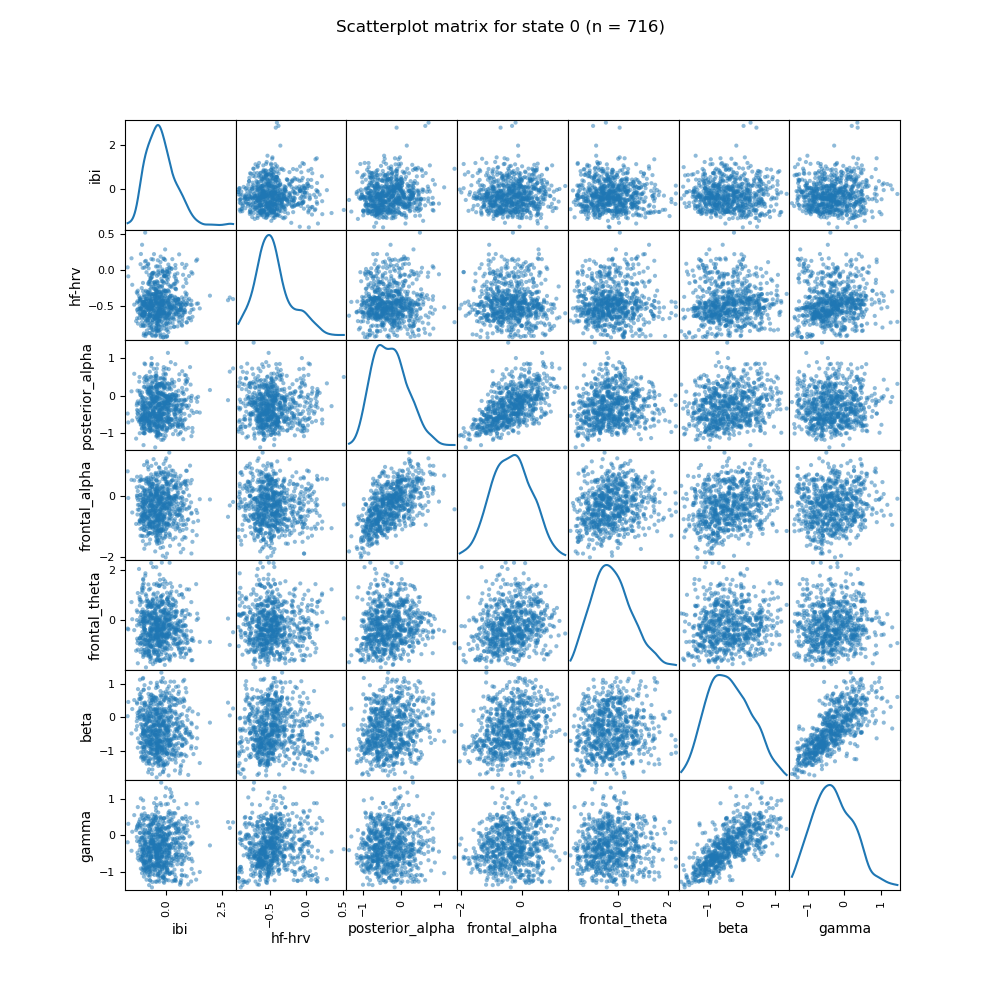 Scatterplot matrix for state 0 (n = 716)
ibi
2
0
hf-hrv
0.5
0.0
−0.5
posterior_alpha
1
0
−1
frontal_alpha
0
−2
frontal_theta
2
0
beta
1
0
−1
gamma
1
0
−1
0.0 2.5 −0.5 0.0 0.5 −1 0 1 −2 0 0 2 −1 0 1 −1 0 1
ibi hf-hrv posterior_alpha frontal_alpha frontal_theta beta gamma